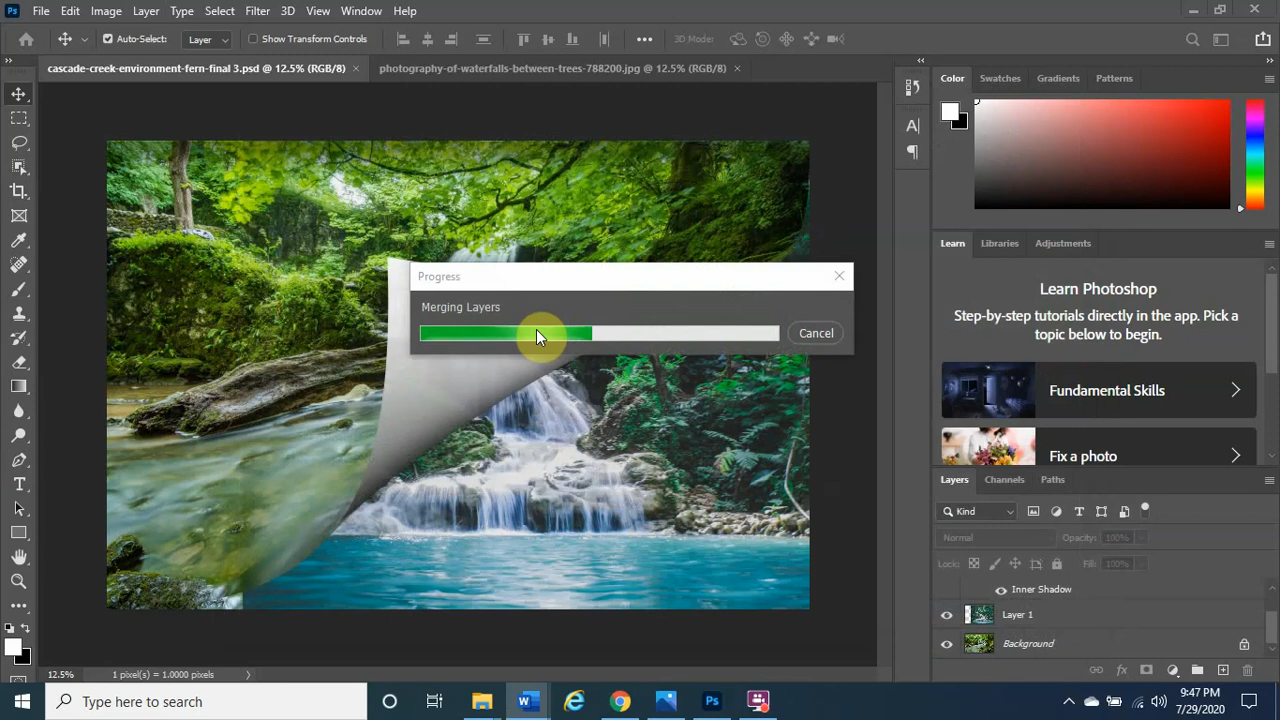 Ps File Edit Image Layer Type Select Filter 3D View Window Help
Auto-Select: Layer Show Transform Controls 3D Mode:
cascade-creek-environment-fern-final 3.psd @ 12.5% (RGB/8) × photography-of-waterfalls-between-trees-788200.jpg @ 12.5% (RGB/8) ×
Color Swatches Gradients Patterns
Progress
Merging Layers
Cancel
Learn Libraries Adjustments
Learn Photoshop
Step-by-step tutorials directly in the app. Pick a
topic below to begin.
Fundamental Skills
Fix a photo
Layers Channels Paths
Kind
Normal Opacity: 100%
Lock: Fill: 100%
Inner Shadow
Layer 1
Background
12.5% 1 pixel(s) = 1.0000 pixels
Type here to search
9:47 PM
7/29/2020